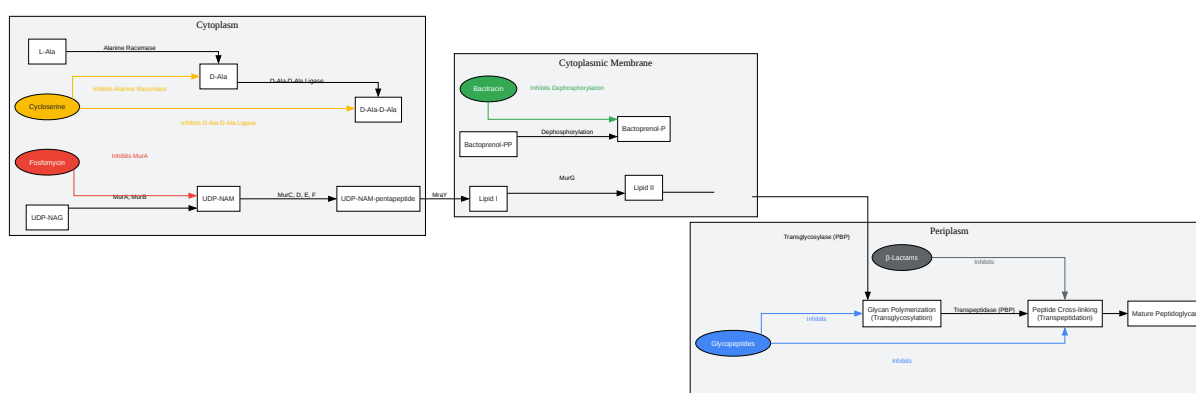 Cytoplasm
L-Ala
Alanine Racemase
D-Ala
D-Ala-D-Ala Ligase
Inhibits Alanine Racemase
Cycloserine
D-Ala-D-Ala
Inhibits D-Ala-D-Ala Ligase
Fosfomycin
Inhibits MurA
MurA, MurB
UDP-NAG
UDP-NAM
MurC, D, E, F
UDP-NAM-pentapeptide
MraY
Cytoplasmic Membrane
Bacitracin
Inhibits Dephosphorylation
Bactoprenol-PP
Dephosphorylation
Bactoprenol-P
Lipid I
MurG
Lipid II
Periplasm
Transglycosylase (PBP)
β-Lactams
Inhibits
Glycan Polymerization
(Transglycosylation)
Transpeptidase (PBP)
Peptide Cross-linking
(Transpeptidation)
Mature Peptidoglycan
Inhibits
Glycopeptides
Inhibits